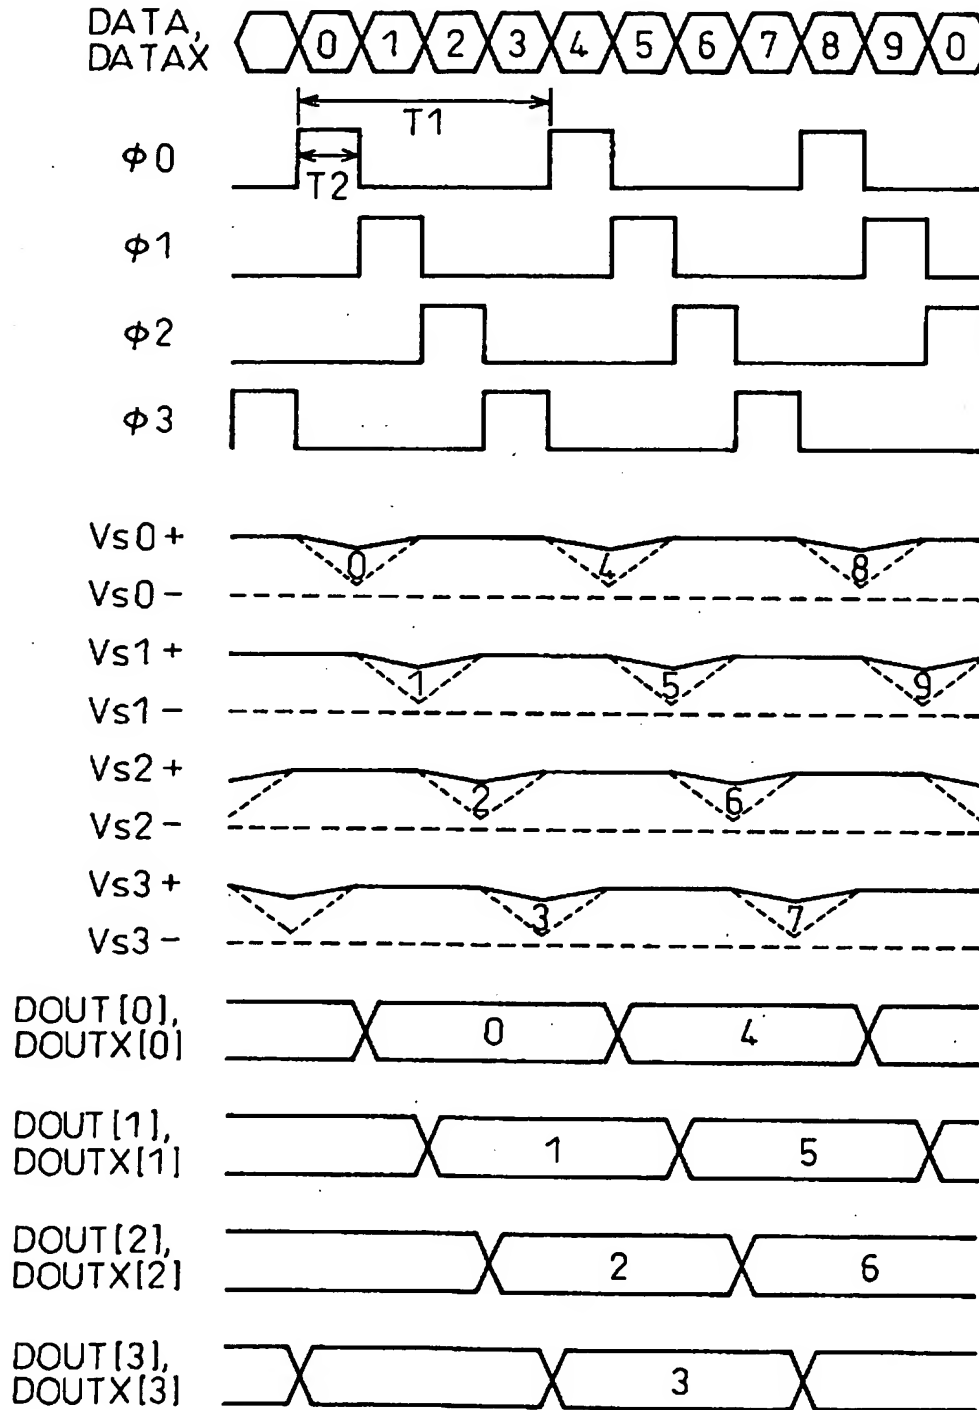 DATA,
DATAX
0 1 2 3 4 5 6 7 8 9 0
T1
ϕ0
T2
ϕ1
ϕ2
ϕ3
Vs0+
0 4 8
Vs0-
Vs1+
1 5 9
Vs1-
Vs2+
2 6
Vs2-
Vs3+
3 7
Vs3-
DOUT[0],
DOUTX[0]
0 4
DOUT[1],
DOUTX[1]
1 5
DOUT[2],
DOUTX[2]
2 6
DOUT[3],
DOUTX[3]
3